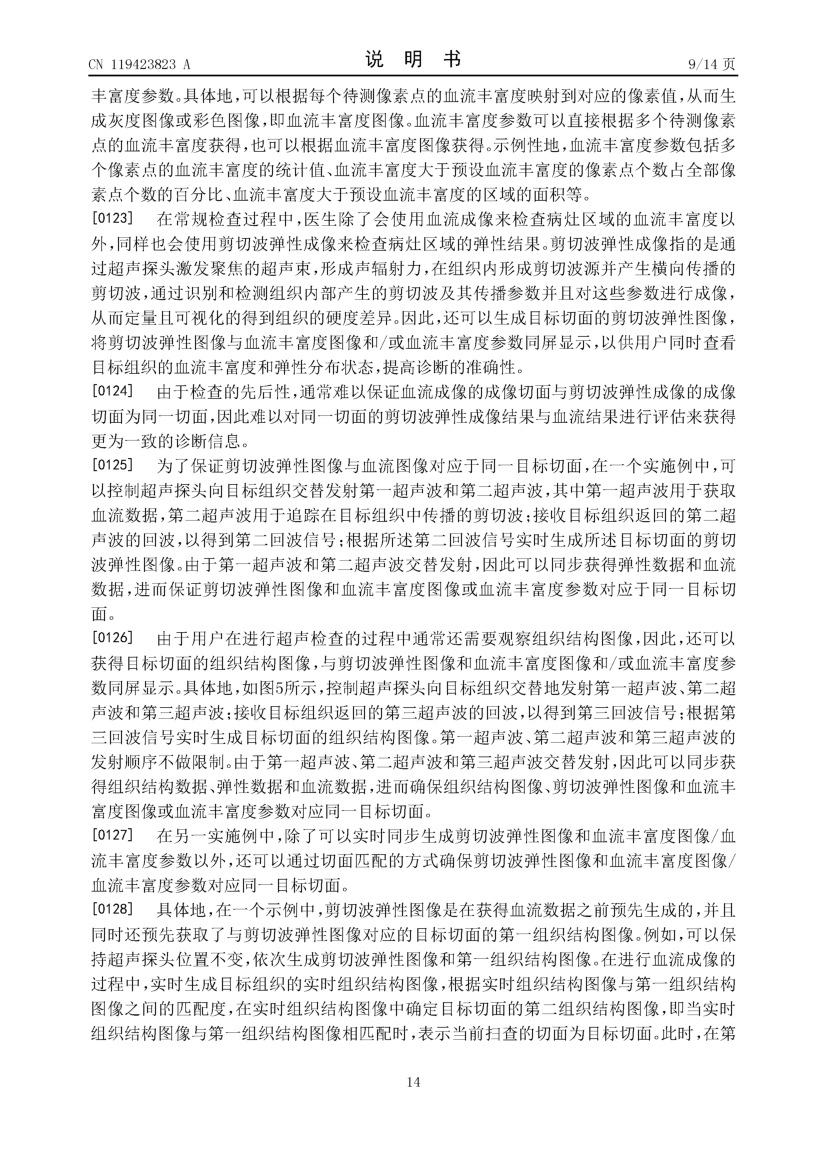 CN 119423823 A
说明书
9/14 页
丰富度参数。具体地,可以根据每个待测像素点的血流丰富度映射到对应的像素值,从而生
成灰度图像或彩色图像,即血流丰富度图像。血流丰富度参数可以直接根据多个待测像素
点的血流丰富度获得,也可以根据血流丰富度图像获得。示例性地,血流丰富度参数包括多
个像素点的血流丰富度的统计值、血流丰富度大于预设血流丰富度的像素点个数占全部像
素点个数的百分比、血流丰富度大于预设血流丰富度的区域的面积等。
[0123] 在常规检查过程中,医生除了会使用血流成像来检查病灶区域的血流丰富度以
外,同样也会使用剪切波弹性成像来检查病灶区域的弹性结果。剪切波弹性成像指的是通
过超声探头激发聚焦的超声束,形成声辐射力,在组织内形成剪切波源并产生横向传播的
剪切波,通过识别和检测组织内部产生的剪切波及其传播参数并且对这些参数进行成像,
从而定量且可视化的得到组织的硬度差异。因此,还可以生成目标切面的剪切波弹性图像,
将剪切波弹性图像与血流丰富度图像和/或血流丰富度参数同屏显示,以供用户同时查看
目标组织的血流丰富度和弹性分布状态,提高诊断的准确性。
[0124] 由于检查的先后性,通常难以保证血流成像的成像切面与剪切波弹性成像的成像
切面为同一切面,因此难以对同一切面的剪切波弹性成像结果与血流结果进行评估来获得
更为一致的诊断信息。
[0125] 为了保证剪切波弹性图像与血流图像对应于同一目标切面,在一个实施例中,可
以控制超声探头向目标组织交替发射第一超声波和第二超声波,其中第一超声波用于获取
血流数据,第二超声波用于追踪在目标组织中传播的剪切波;接收目标组织返回的第二超
声波的回波,以得到第二回波信号;根据所述第二回波信号实时生成所述目标切面的剪切
波弹性图像。由于第一超声波和第二超声波交替发射,因此可以同步获得弹性数据和血流
数据,进而保证剪切波弹性图像和血流丰富度图像或血流丰富度参数对应于同一目标切
面。
[0126] 由于用户在进行超声检查的过程中通常还需要观察组织结构图像,因此,还可以
获得目标切面的组织结构图像,与剪切波弹性图像和血流丰富度图像和/或血流丰富度参
数同屏显示。具体地,如图5所示,控制超声探头向目标组织交替地发射第一超声波、第二超
声波和第三超声波;接收目标组织返回的第三超声波的回波,以得到第三回波信号;根据第
三回波信号实时生成目标切面的组织结构图像。第一超声波、第二超声波和第三超声波的
发射顺序不做限制。由于第一超声波、第二超声波和第三超声波交替发射,因此可以同步获
得组织结构数据、弹性数据和血流数据,进而确保组织结构图像、剪切波弹性图像和血流丰
富度图像或血流丰富度参数对应同一目标切面。
[0127] 在另一实施例中,除了可以实时同步生成剪切波弹性图像和血流丰富度图像/血
流丰富度参数以外,还可以通过切面匹配的方式确保剪切波弹性图像和血流丰富度图像/
血流丰富度参数对应同一目标切面。
[0128] 具体地,在一个示例中,剪切波弹性图像是在获得血流数据之前预先生成的,并且
同时还预先获取了与剪切波弹性图像对应的目标切面的第一组织结构图像。例如,可以保
持超声探头位置不变,依次生成剪切波弹性图像和第一组织结构图像。在进行血流成像的
过程中,实时生成目标组织的实时组织结构图像,根据实时组织结构图像与第一组织结构
图像之间的匹配度,在实时组织结构图像中确定目标切面的第二组织结构图像,即当实时
组织结构图像与第一组织结构图像相匹配时,表示当前扫查的切面为目标切面。此时,在第
14